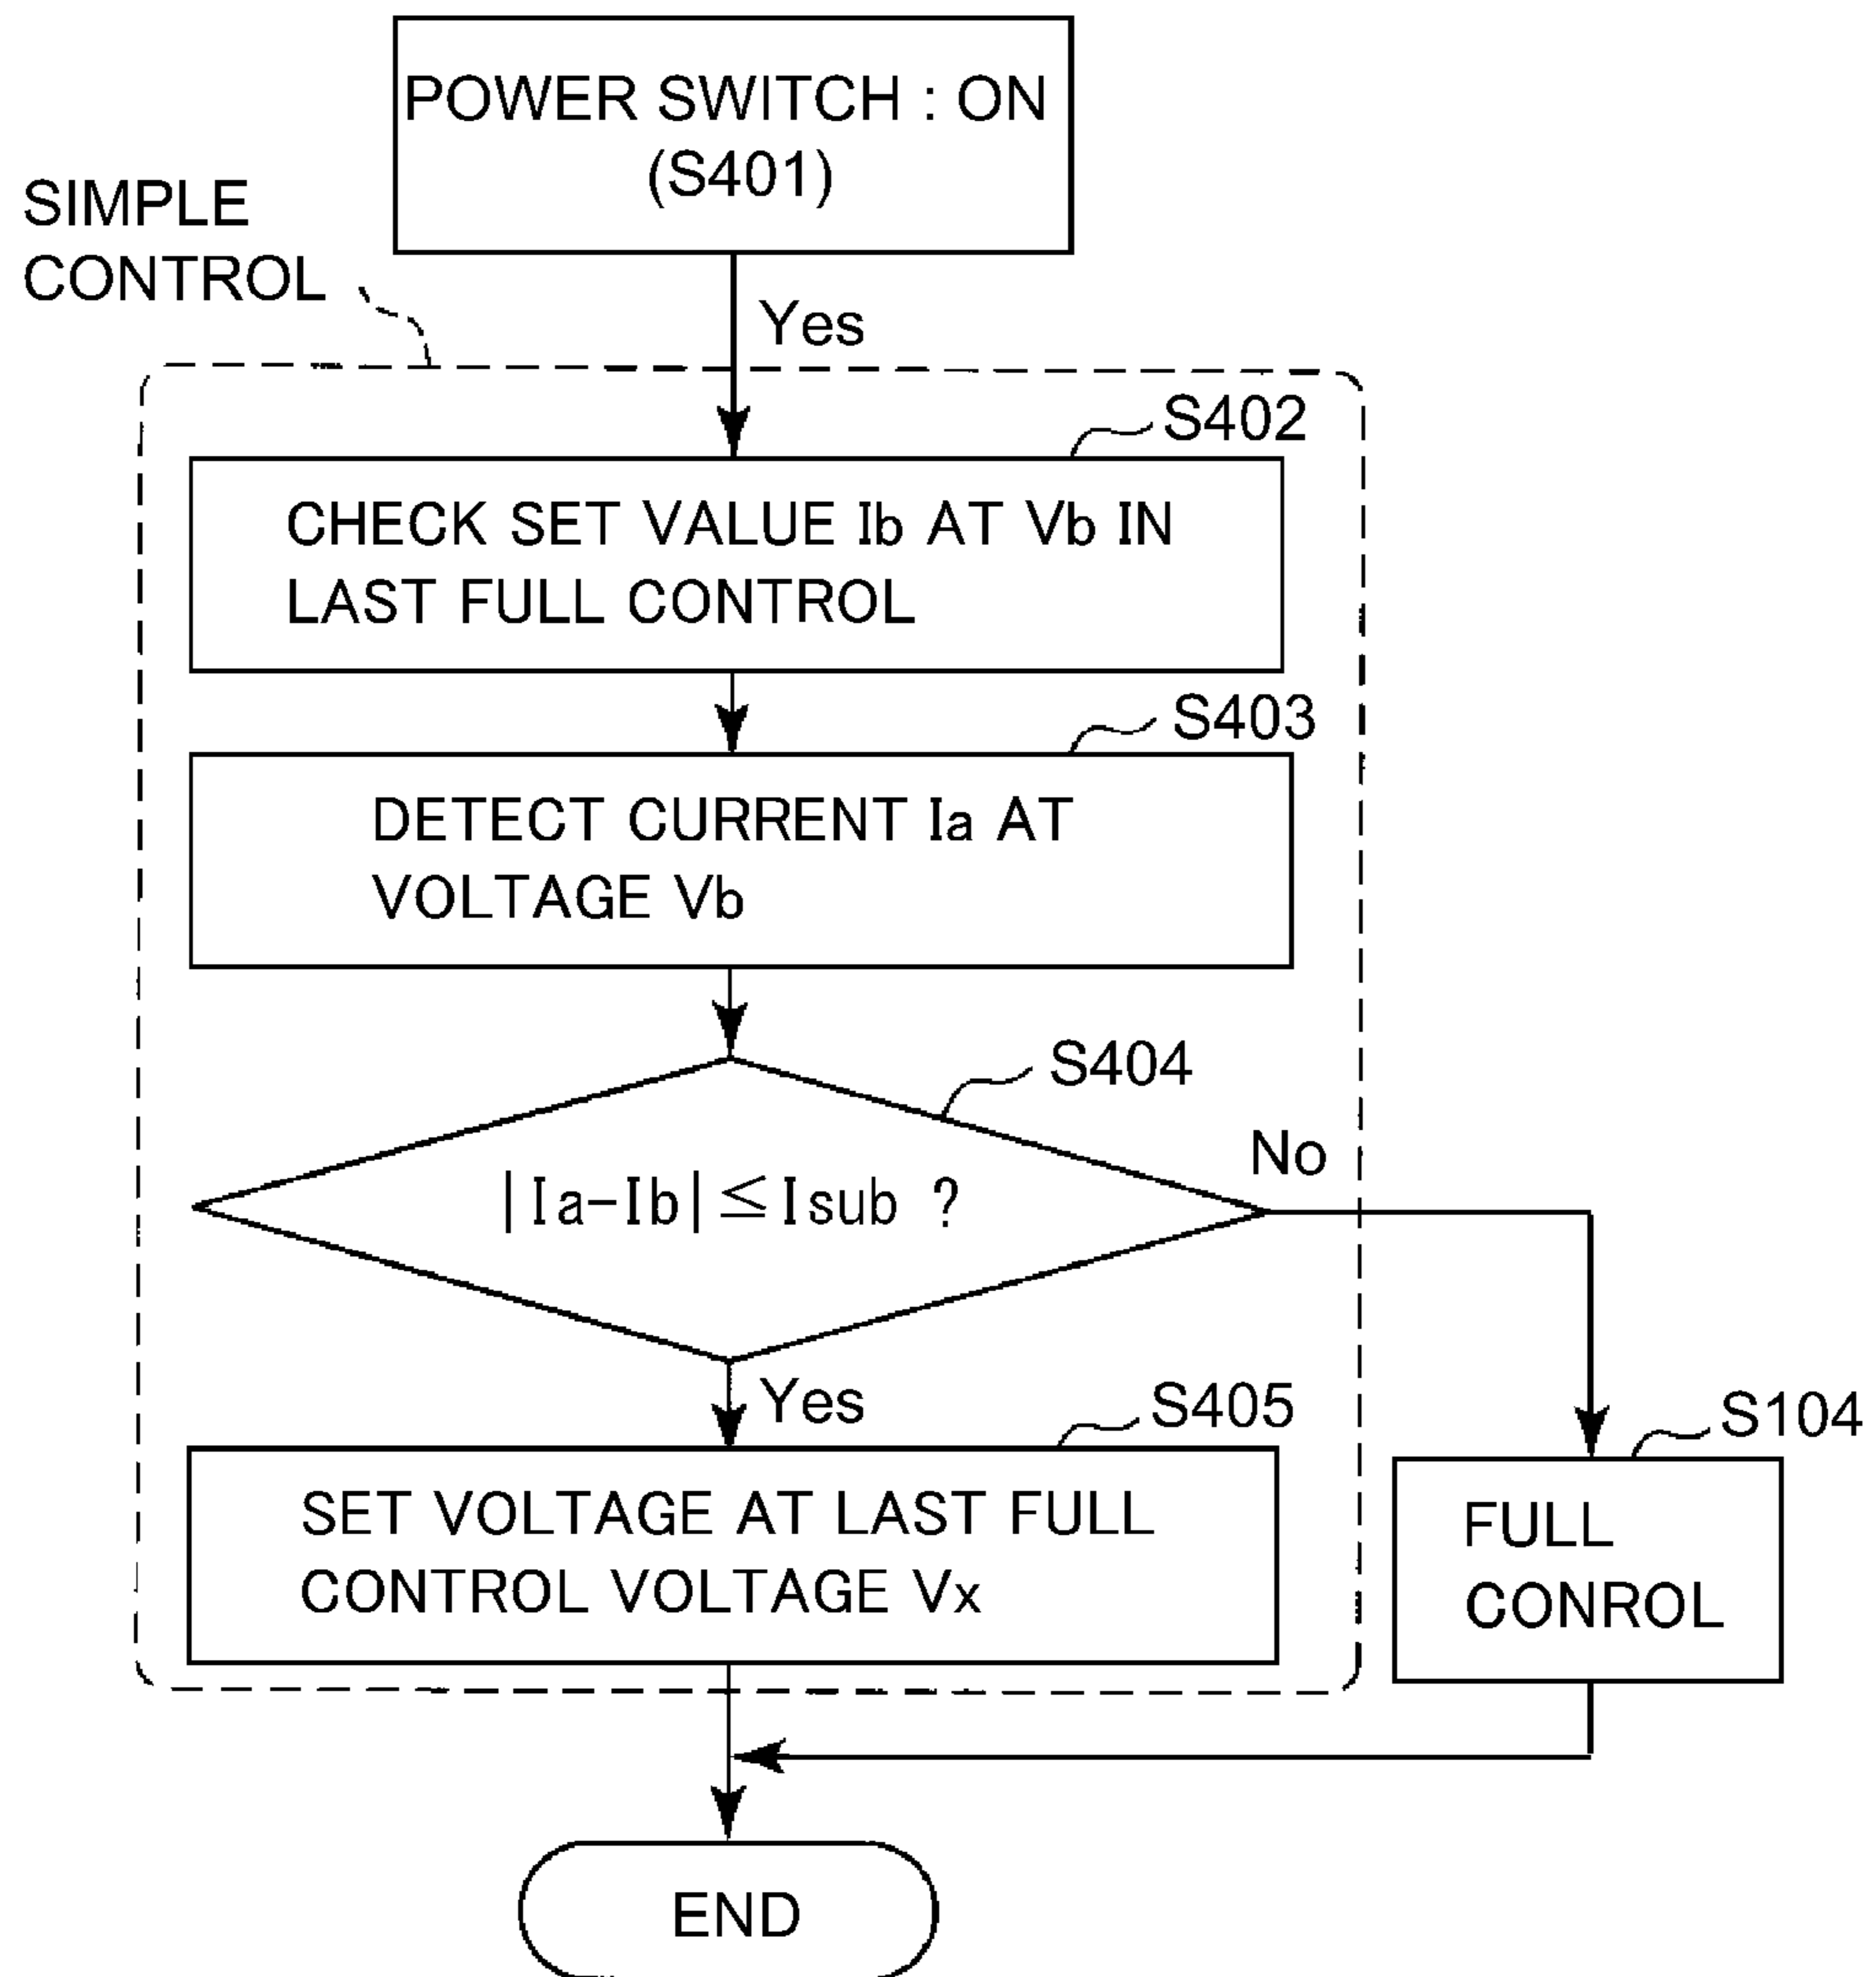 POWER SWITCH : ON
(S401)
SIMPLE
CONTROL
Yes
S402
CHECK SET VALUE Ib AT Vb IN
LAST FULL CONTROL
S403
DETECT CURRENT Ia AT
VOLTAGE Vb
S404
|Ia-Ib|≦Isub ?
No
Yes
S405
SET VOLTAGE AT LAST FULL
CONTROL VOLTAGE Vx
S104
FULL
CONROL
END